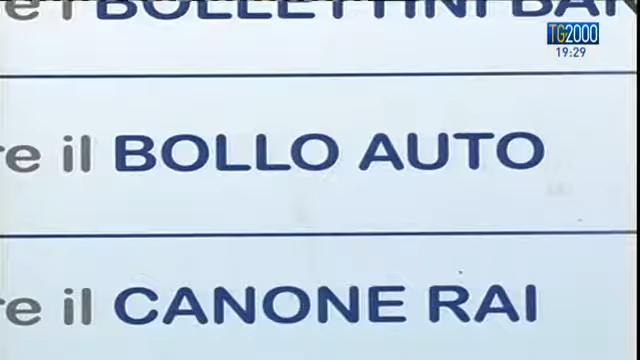 e i BOLLETTINI
TG2000
19:29
re il BOLLO AUTO
re il CANONE RAI